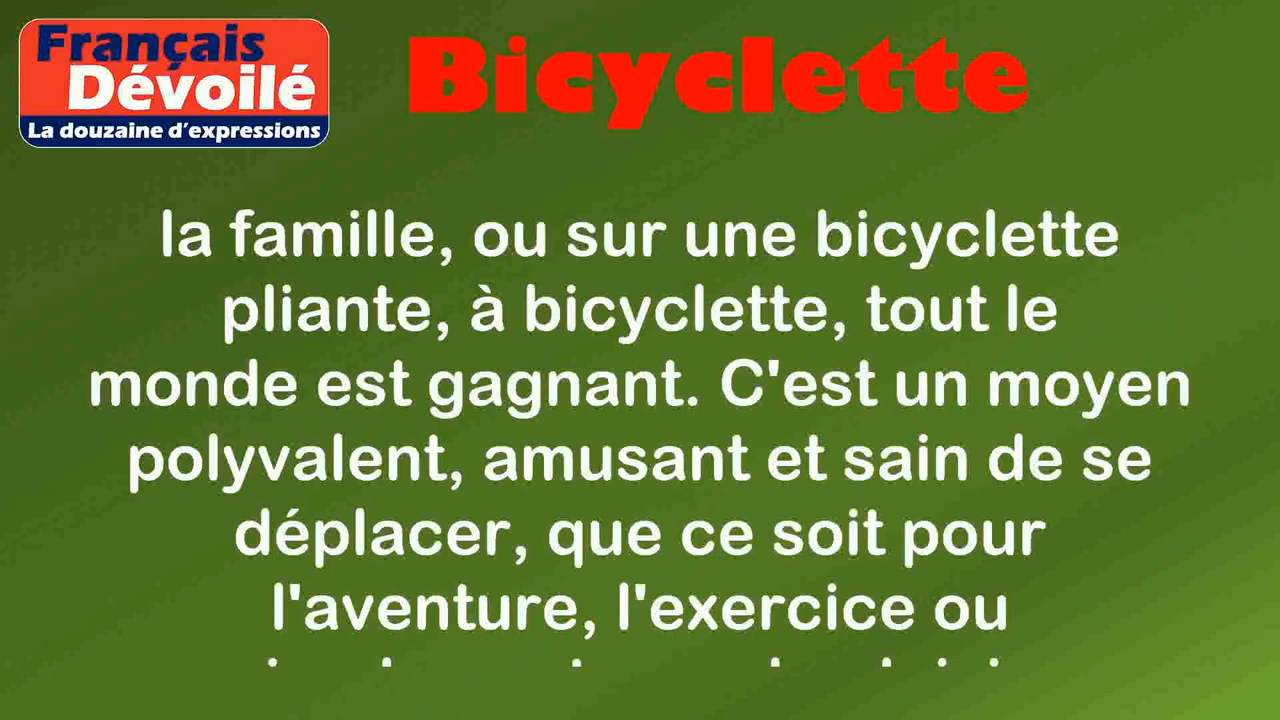 Français
Dévoilé
La douzaine d'expressions
Bicyclette
la famille, ou sur une bicyclette
pliante, à bicyclette, tout le
monde est gagnant. C'est un moyen
polyvalent, amusant et sain de se
déplacer, que ce soit pour
l'aventure, l'exercice ou